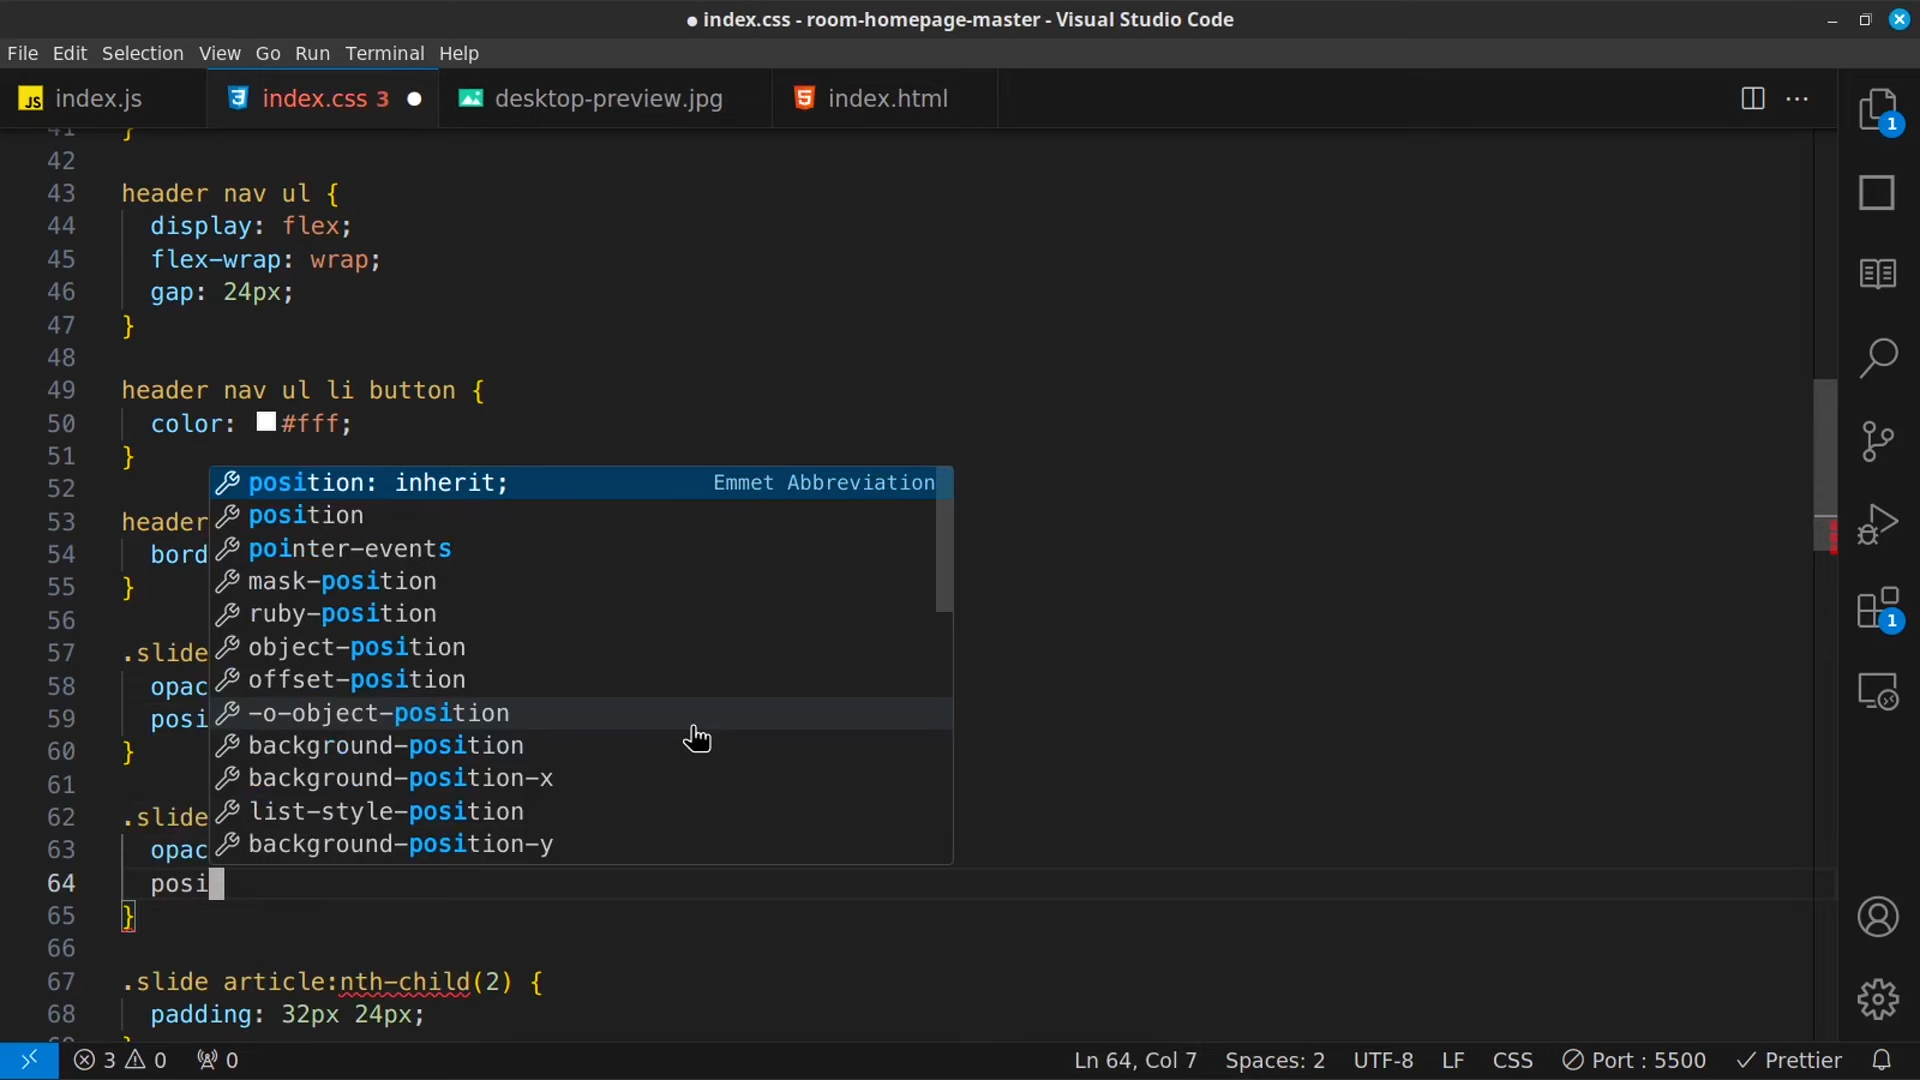 ● index.css - room-homepage-master - Visual Studio Code
File Edit Selection View Go Run Terminal Help
JS index.js
index.css 3 ●
desktop-preview.jpg
index.html
41 }
42
43 header nav ul {
44 display: flex;
45 flex-wrap: wrap;
46 gap: 24px;
47 }
48
49 header nav ul li button {
50 color: #fff;
51 }
52
53 header
54 bord
55 }
56
57 .slide
58 opac
59 posi
60 }
61
62 .slide
63 opac
64 posi
65 }
66
67 .slide article:nth-child(2) {
68 padding: 32px 24px;
position: inherit; Emmet Abbreviation
position
pointer-events
mask-position
ruby-position
object-position
offset-position
-o-object-position
background-position
background-position-x
list-style-position
background-position-y
1
1
3 0 0
Ln 64, Col 7 Spaces: 2 UTF-8 LF CSS Port : 5500 Prettier